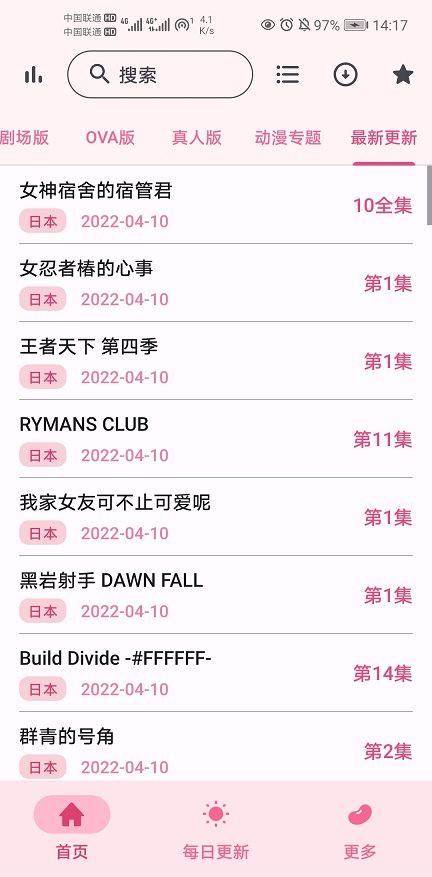 中国联通 HD 4G 4G+ 1 4.1 K/s 97% 14:17
中国联通 HD
搜索
剧场版 OVA版 真人版 动漫专题 最新更新
女神宿舍的宿管君
日本 2022-04-10 10全集
女忍者椿的心事
日本 2022-04-10 第1集
王者天下 第四季
日本 2022-04-10 第1集
RYMANS CLUB
日本 2022-04-10 第11集
我家女友可不止可爱呢
日本 2022-04-10 第1集
黑岩射手 DAWN FALL
日本 2022-04-10 第1集
Build Divide -#FFFFFF-
日本 2022-04-10 第14集
群青的号角
日本 2022-04-10 第2集
首页 每日更新 更多